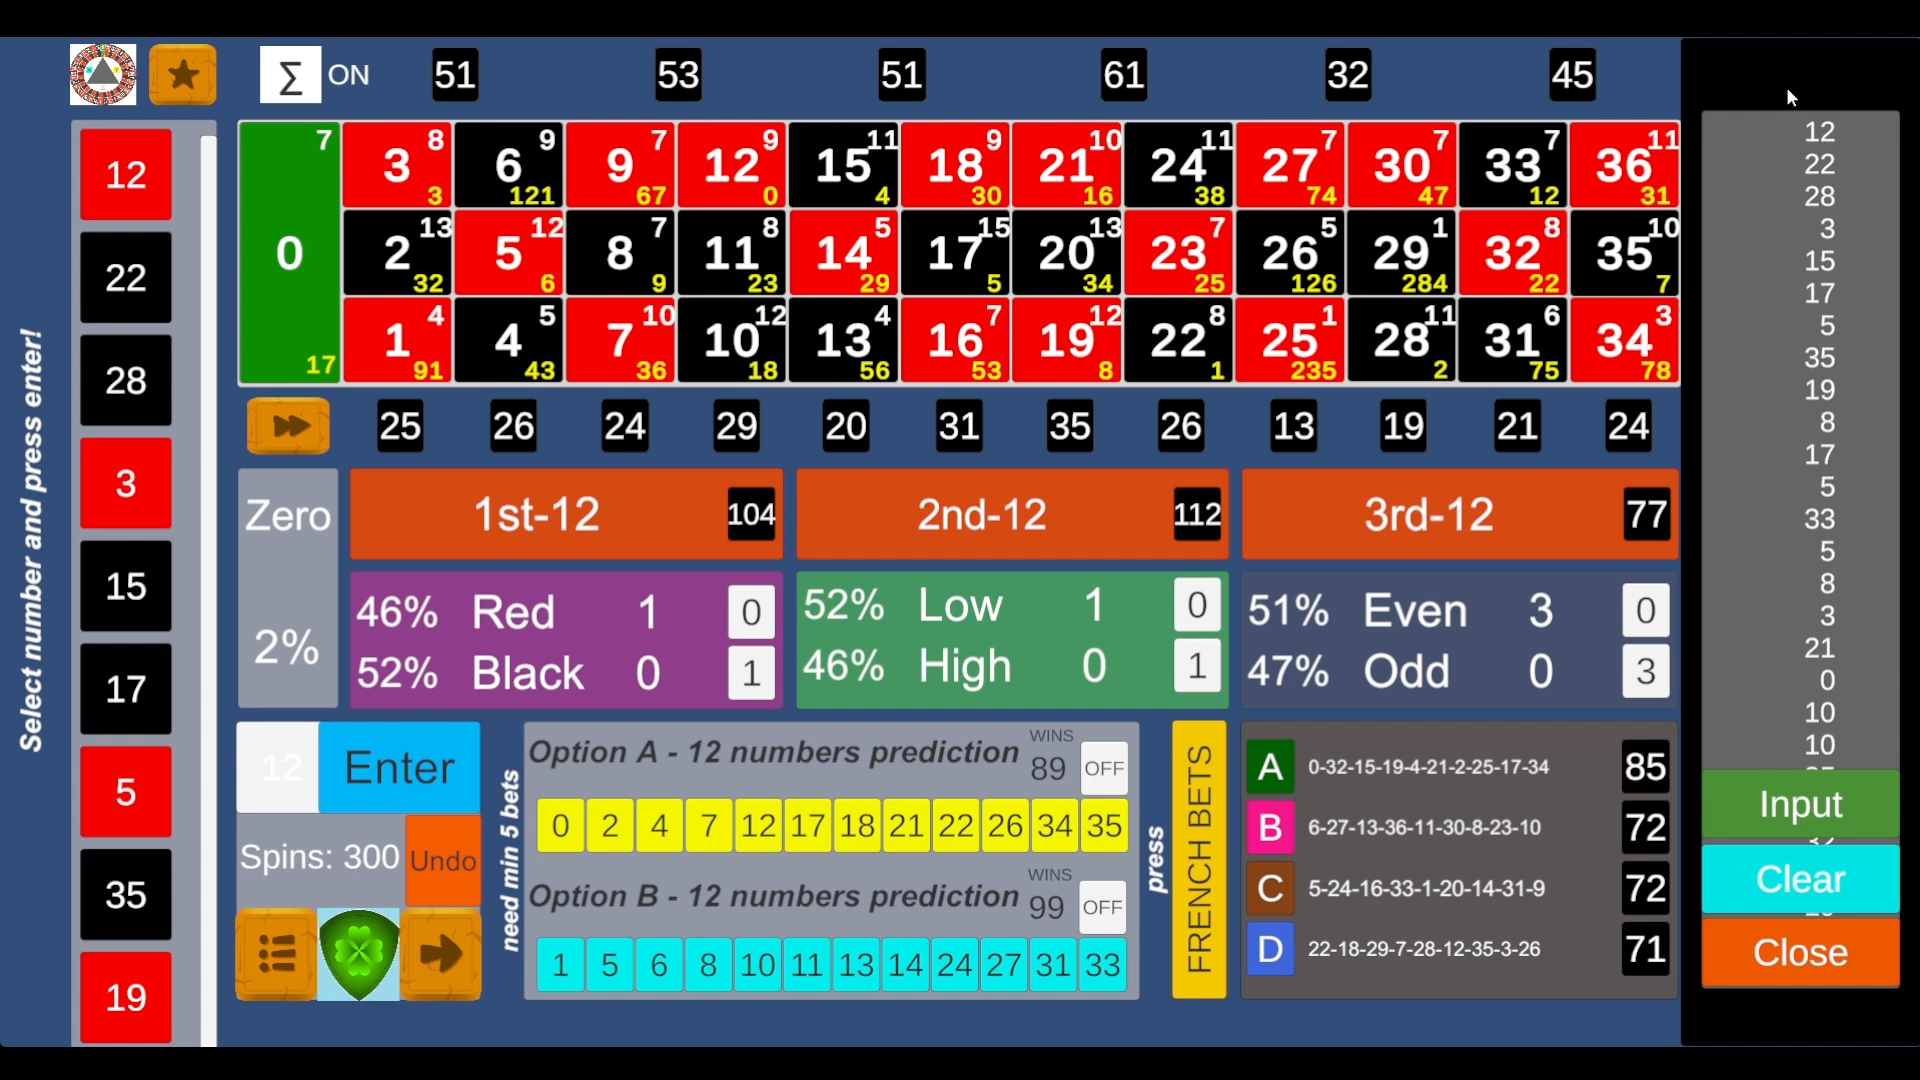 Σ ON 51 53 51 61 32 45
Select number and press enter!
12
22
28
3
15
17
5
35
19
0 7 17
3 8 3
6 9 121
9 7 67
12 9 0
15 11 4
18 9 30
21 10 16
24 11 38
27 7 74
30 7 47
33 7 12
36 11 31
2 13 32
5 12 6
8 7 9
11 8 23
14 5 29
17 15 5
20 13 34
23 7 25
26 5 126
29 1 284
32 8 22
35 10 7
1 4 91
4 5 43
7 10 36
10 12 18
13 4 56
16 7 53
19 12 8
22 8 1
25 1 235
28 11 2
31 6 75
34 3 78
25 26 24 29 20 31 35 26 13 19 21 24
Zero 2%
1st-12 104
2nd-12 112
3rd-12 77
46% Red 1 0
52% Black 0 1
52% Low 1 0
46% High 0 1
51% Even 3 0
47% Odd 0 3
12 Enter
Spins: 300 Undo
need min 5 bets
Option A - 12 numbers prediction WINS 89 OFF
0 2 4 7 12 17 18 21 22 26 34 35
Option B - 12 numbers prediction WINS 99 OFF
1 5 6 8 10 11 13 14 24 27 31 33
press
FRENCH BETS
A 0-32-15-19-4-21-2-25-17-34 85
B 6-27-13-36-11-30-8-23-10 72
C 5-24-16-33-1-20-14-31-9 72
D 22-18-29-7-28-12-35-3-26 71
12
22
28
3
15
17
5
35
19
8
17
5
33
5
8
3
21
0
10
10
Input
Clear
Close